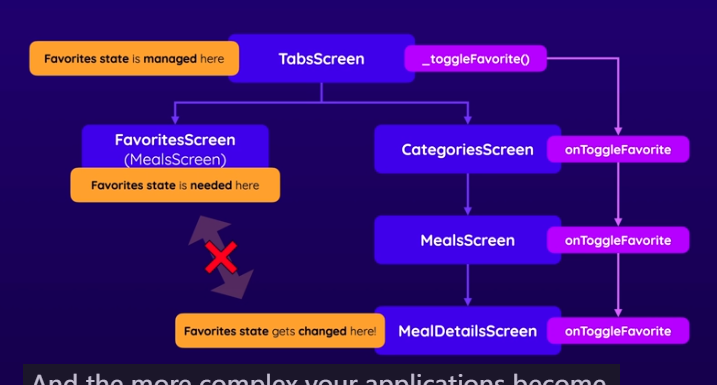 Favorites state is managed here
TabsScreen
_toggleFavorite()
FavoritesScreen
(MealsScreen)
Favorites state is needed here
CategoriesScreen
onToggleFavorite
MealsScreen
onToggleFavorite
Favorites state gets changed here!
MealDetailsScreen
onToggleFavorite
And the more complex your applications become